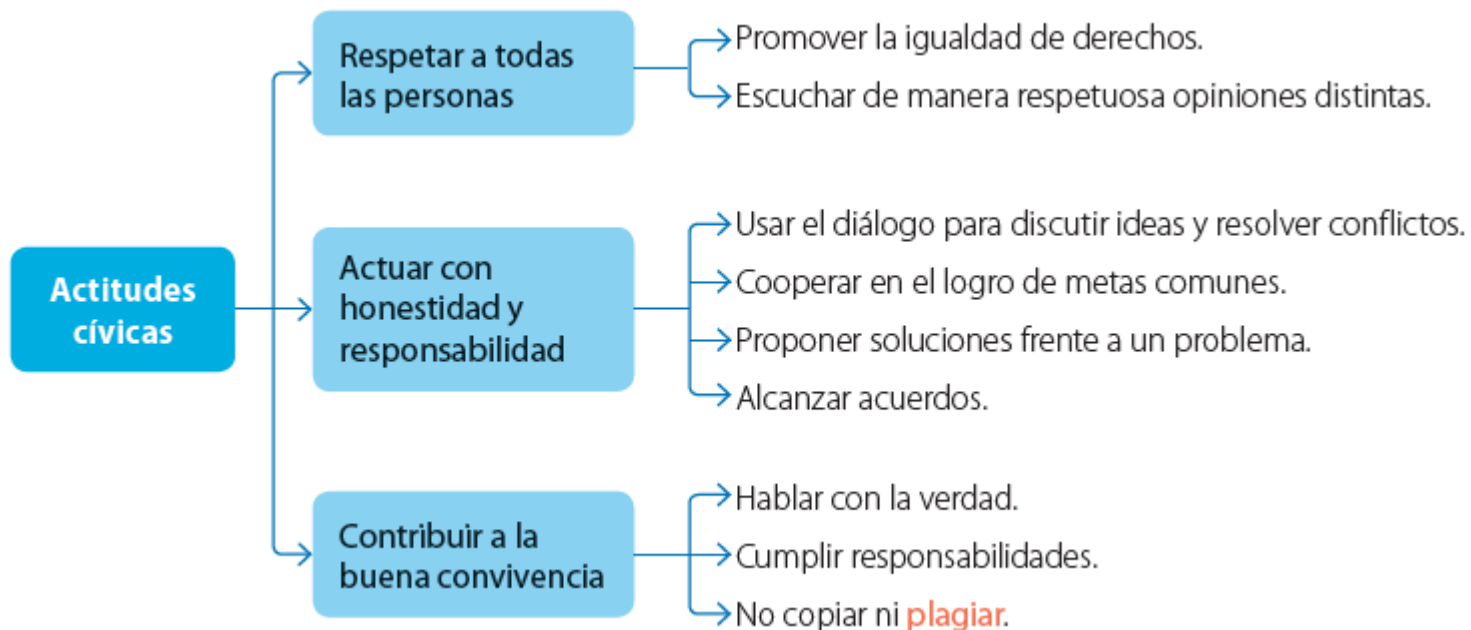 Actitudes
cívicas
Respetar a todas
las personas
Promover la igualdad de derechos.
Escuchar de manera respetuosa opiniones distintas.
Actuar con
honestidad y
responsabilidad
Usar el diálogo para discutir ideas y resolver conflictos.
Cooperar en el logro de metas comunes.
Proponer soluciones frente a un problema.
Alcanzar acuerdos.
Contribuir a la
buena convivencia
Hablar con la verdad.
Cumplir responsabilidades.
No copiar ni plagiar.